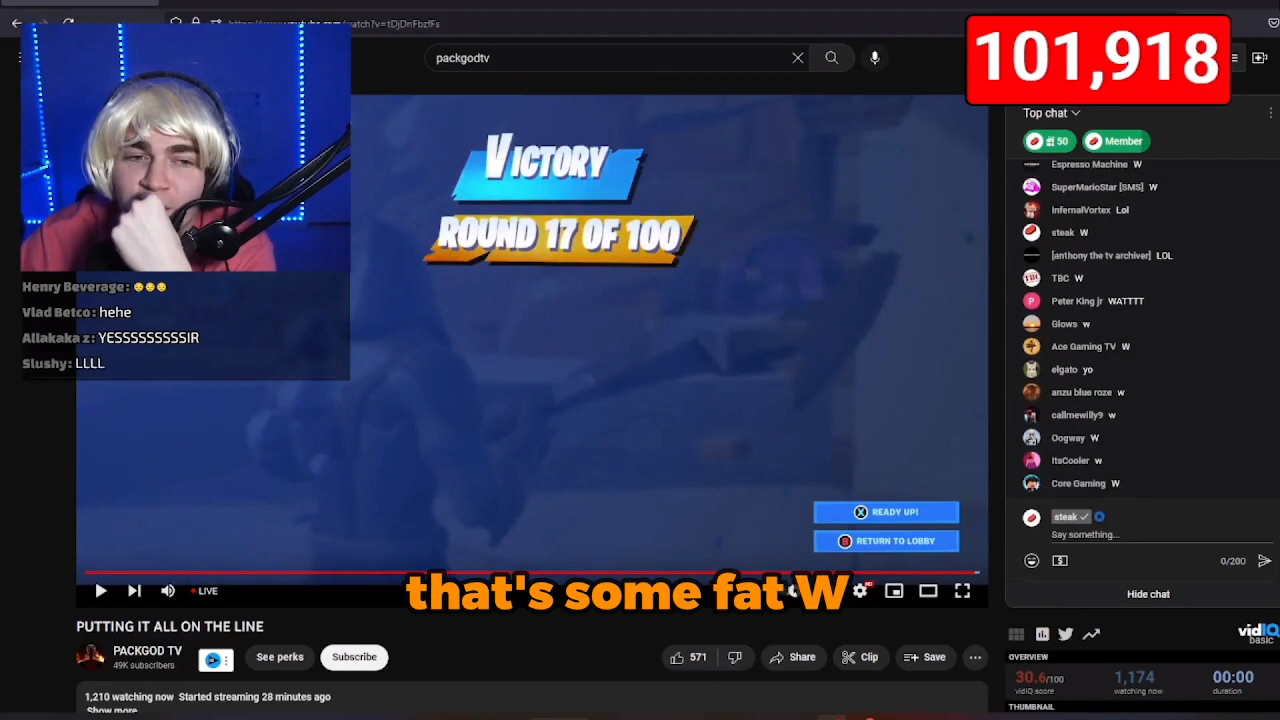 watch?v=tDjDnFbzfFs
packgodtv
101,918
VICTORY
ROUND 17 OF 100
Henry Beverage:
Vlad Betco: hehe
Allakaka z: YESSSSSSSSSIR
Slushy: LLLL
Top chat
50
Member
Espresso Machine W
SuperMarioStar [SMS] W
InfernalVortex Lol
steak W
[anthony the tv archiver] LOL
TBC W
Peter King jr WATTTT
Glows w
Ace Gaming TV W
elgato yo
anzu blue roze w
callmewilly9 w
Oogway W
ItsCooler w
Core Gaming W
steak
Say something...
0/200
Hide chat
X READY UP!
B RETURN TO LOBBY
LIVE
HD
that's some fat W
PUTTING IT ALL ON THE LINE
PACKGOD TV
49K subscribers
See perks
Subscribe
571
Share
Clip
Save
1,210 watching now Started streaming 28 minutes ago
Show more
vidIQ
basic
OVERVIEW
30.6/100
vidIQ score
1,174
watching now
00:00
duration
THUMBNAIL